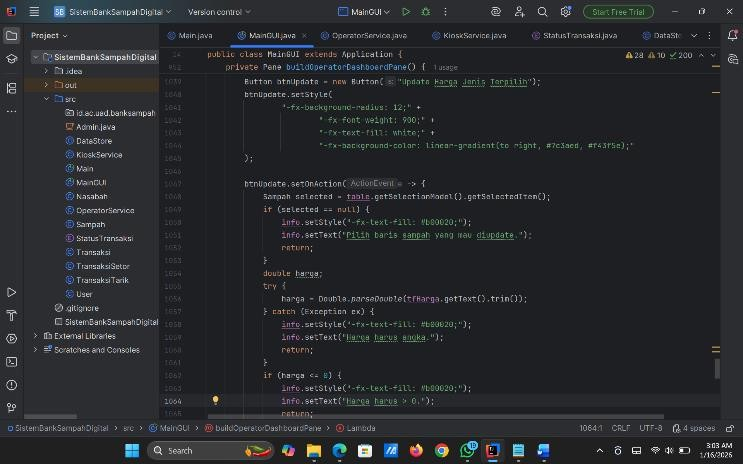 SB SistemBankSampahDigital Version control MainGUI Start Free Trial
Project
Main.java MainGUI.java OperatorService.java KioskService.java StatusTransaksi.java DataSto
SistemBankSampahDigital
.idea
out
src
id.ac.uad.banksampah
Admin.java
DataStore
KioskService
Main
MainGUI
Nasabah
OperatorService
Sampah
StatusTransaksi
Transaksi
TransaksiSetor
TransaksiTarik
User
.gitignore
SistemBankSampahDigital
External Libraries
Scratches and Consoles
14 public class MainGUI extends Application { 28 10 200
952 private Pane buildOperatorDashboardPane() { 1 usage
1039 Button btnUpdate = new Button( s: "Update Harga Jenis Terpilih");
1040 btnUpdate.setStyle(
1041 "-fx-background-radius: 12;" +
1042 "-fx-font-weight: 900;" +
1043 "-fx-text-fill: white;" +
1044 "-fx-background-color: linear-gradient(to right, #7c3aed, #f43f5e);"
1045 );
1046
1047 btnUpdate.setOnAction( ActionEvent e -> {
1048 Sampah selected = table.getSelectionModel().getSelectedItem();
1049 if (selected == null) {
1050 info.setStyle("-fx-text-fill: #b00020;");
1051 info.setText("Pilih baris sampah yang mau diupdate.");
1052 return;
1053 }
1054 double harga;
1055 try {
1056 harga = Double.parseDouble(tfHarga.getText().trim());
1057 } catch (Exception ex) {
1058 info.setStyle("-fx-text-fill: #b00020;");
1059 info.setText("Harga harus angka.");
1060 return;
1061 }
1062 if (harga <= 0) {
1063 info.setStyle("-fx-text-fill: #b00020;");
1064 info.setText("Harga harus > 0.");
1065 return;
SistemBankSampahDigital > src > MainGUI > buildOperatorDashboardPane > Lambda 1064:1 CRLF UTF-8 4 spaces
Search
3:03 AM
1/16/2026